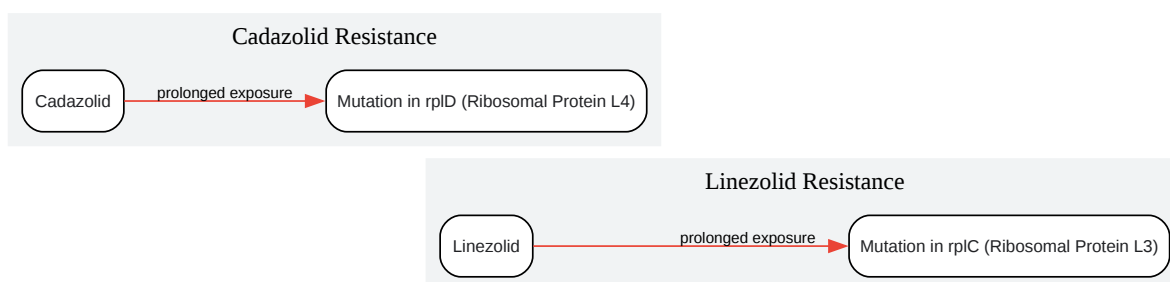 Cadazolid Resistance
Cadazolid
prolonged exposure
Mutation in rplD (Ribosomal Protein L4)
Linezolid Resistance
Linezolid
prolonged exposure
Mutation in rplC (Ribosomal Protein L3)